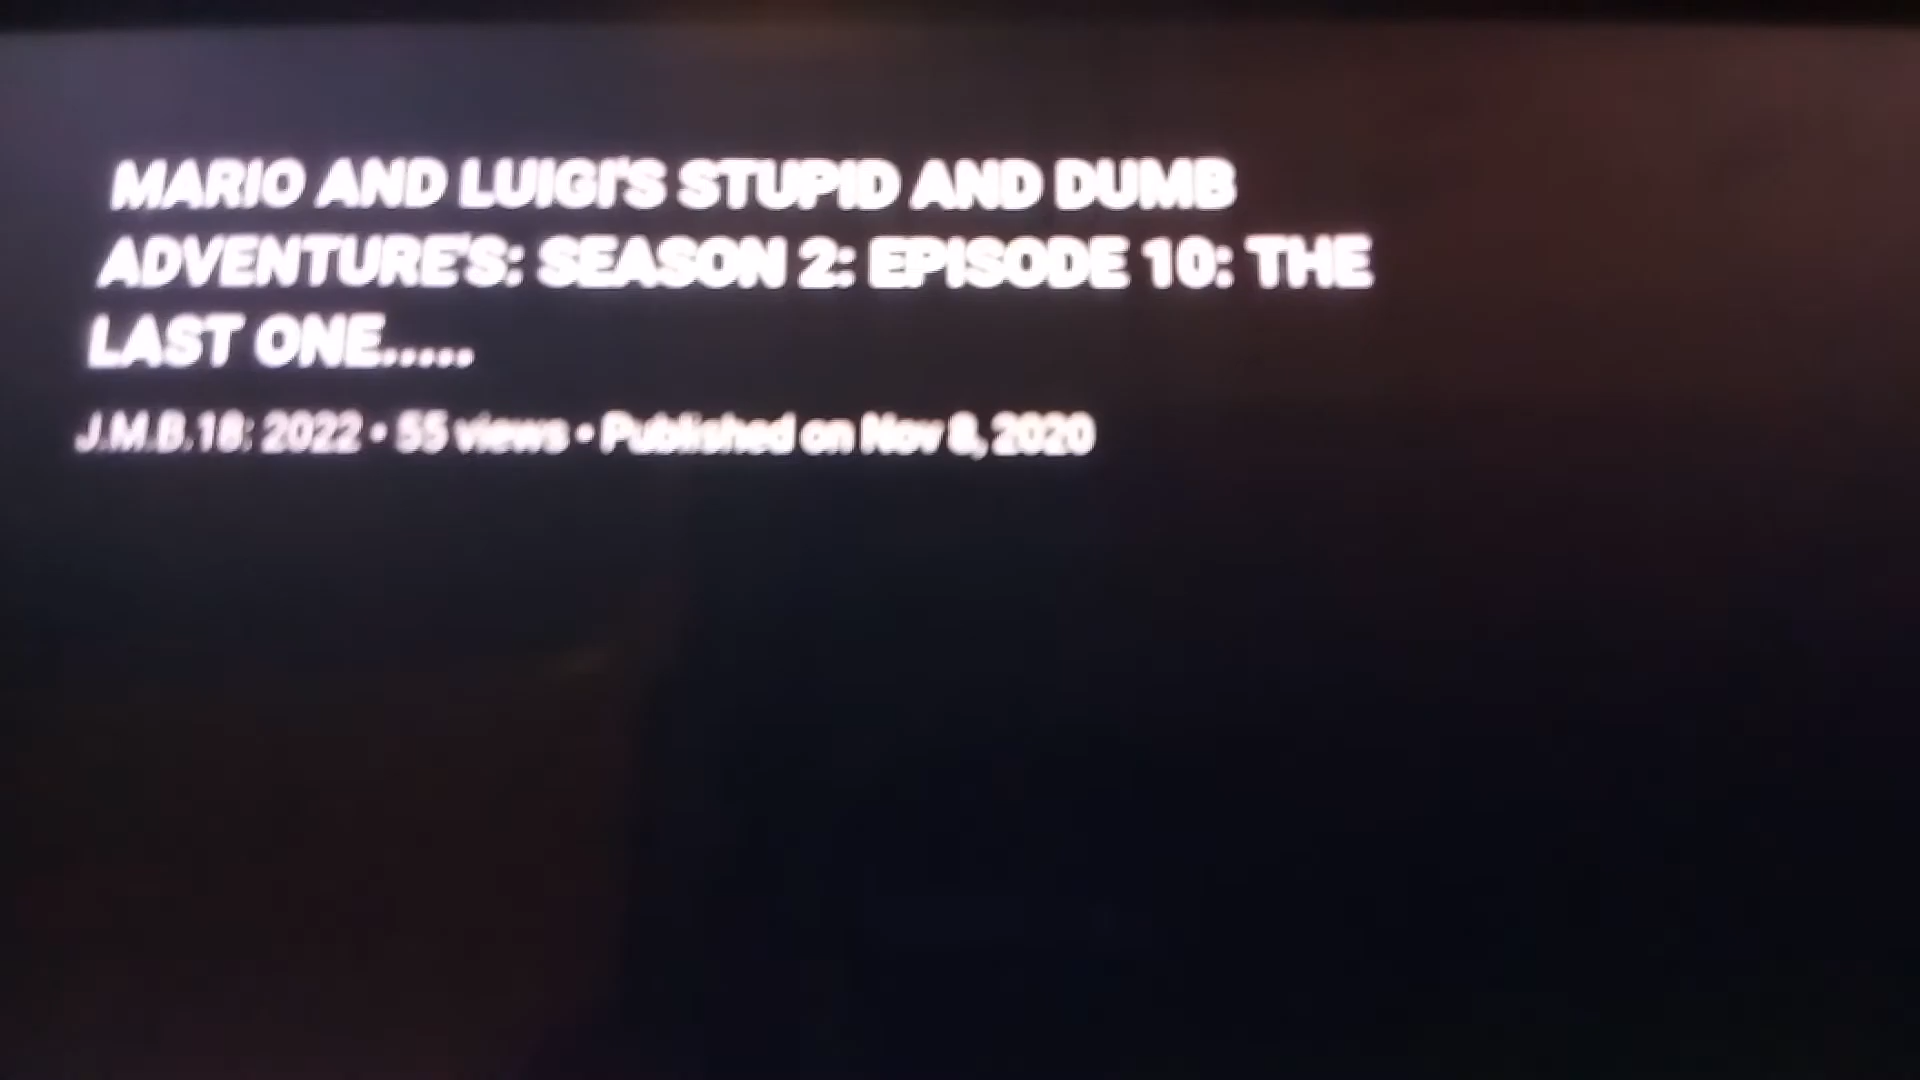 MARIO AND LUIGI'S STUPID AND DUMB
ADVENTURE'S: SEASON 2: EPISODE 10: THE
LAST ONE.....
J.M.B.18: 2022 • 55 views • Published on Nov 8, 2020